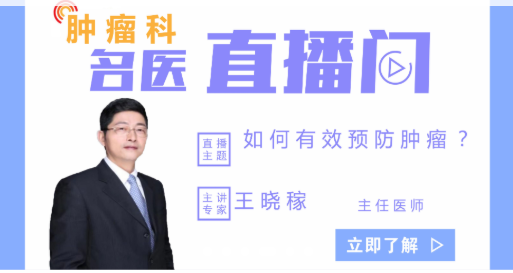 肿瘤科
名医 直播间
直播主题
如何有效预防肿瘤？
主讲专家
王晓稼 主任医师
立即了解